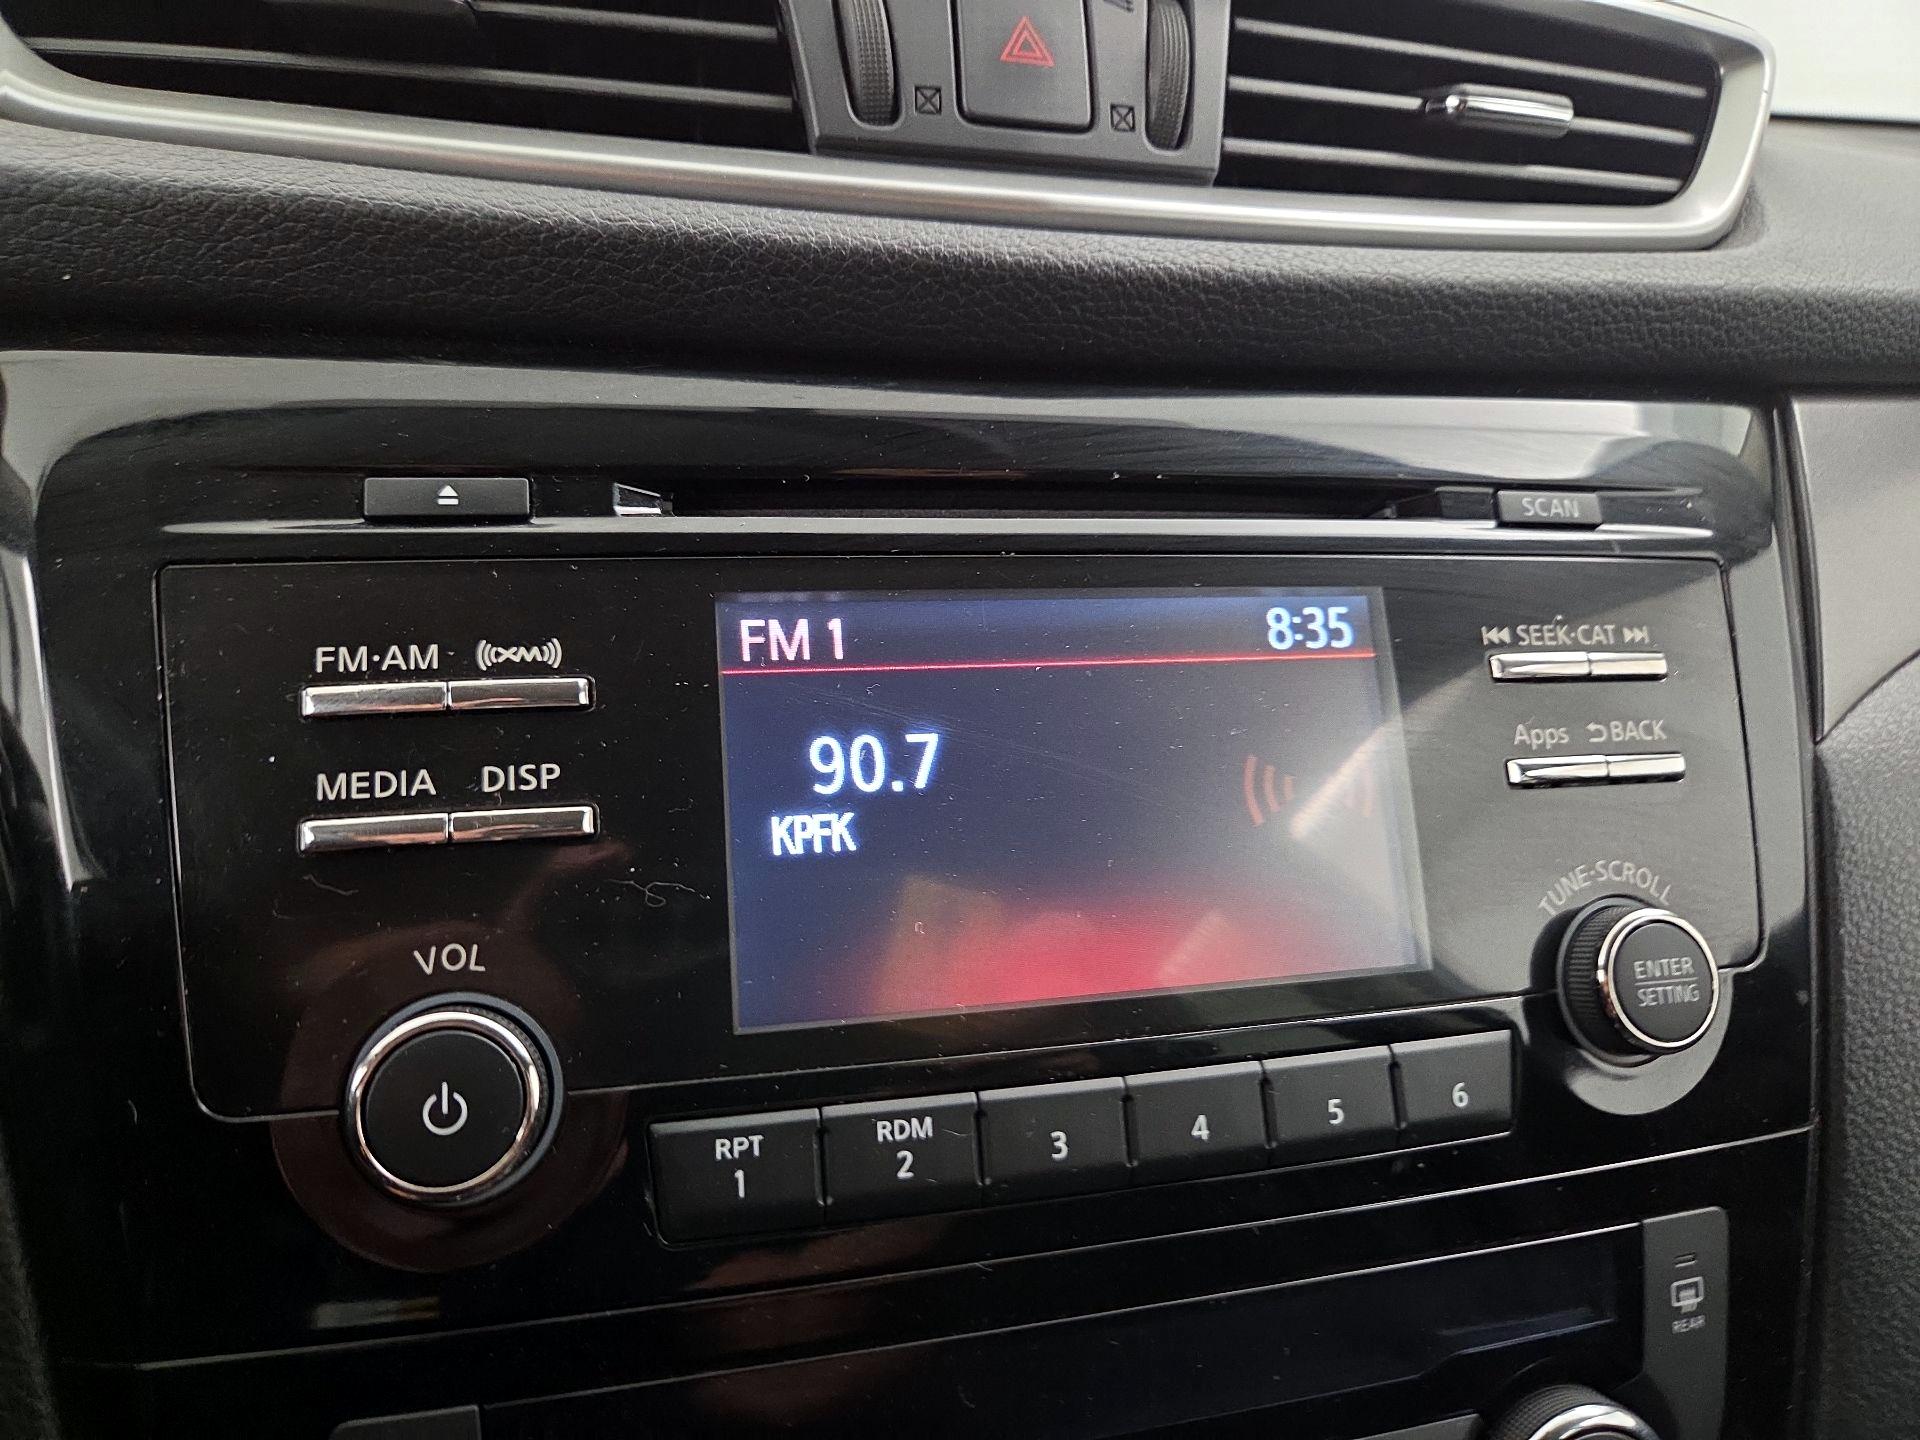 SCAN
FM·AM XM
FM 1 8:35
SEEK·CAT
MEDIA DISP
90.7
Apps BACK
KPFK
TUNE·SCROLL
VOL
ENTER
SETTING
RPT
1
RDM
2
3
4
5
6
REAR